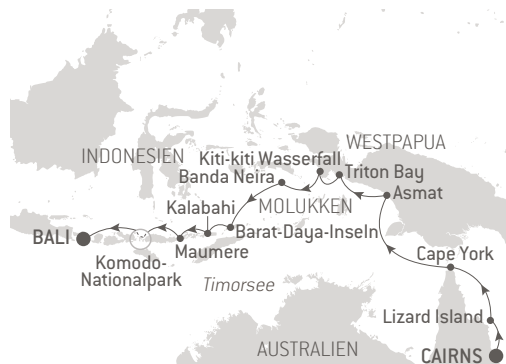 WESTPAPUA
INDONESIEN
Kiti-kiti Wasserfall
Triton Bay
Banda Neira
Asmat
Kalabahi
MOLUKKEN
BALI
Barat-Daya-Inseln
Maumere
Komodo-
Nationalpark
Cape York
Timorsee
Lizard Island
AUSTRALIEN
CAIRNS